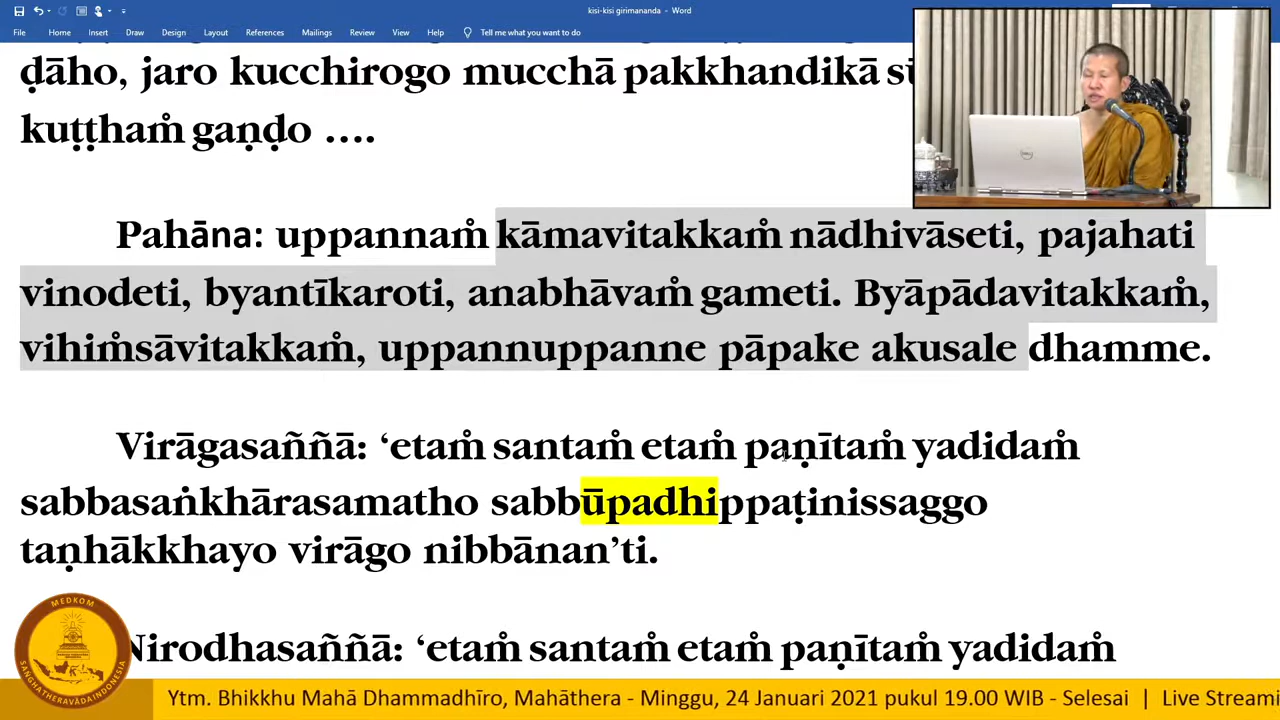 kisi-kisi girimananda - Word
File Home Insert Draw Design Layout References Mailings Review View Help Tell me what you want to do
ḍāho, jaro kucchirogo mucchā pakkhandikā
kuṭṭhaṁ gaṇḍo ….
Pahāna: uppannaṁ kāmavitakkaṁ nādhivāseti, pajahati
vinodeti, byantīkaroti, anabhāvaṁ gameti. Byāpādavitakkaṁ,
vihiṁsāvitakkaṁ, uppannuppanne pāpake akusale dhamme.
Virāgasaññā: ‘etaṁ santaṁ etaṁ paṇītaṁ yadidaṁ
sabbasaṅkhārasamatho sabbūpadhippaṭinissaggo
taṇhākkhayo virāgo nibbānan’ti.
Nirodhasaññā: ‘etaṁ santaṁ etaṁ paṇītaṁ yadidaṁ
MEDKOM
SANGHA THERAVĀDA INDONESIA
Ytm. Bhikkhu Mahā Dhammadhīro, Mahāthera - Minggu, 24 Januari 2021 pukul 19.00 WIB - Selesai | Live Streami